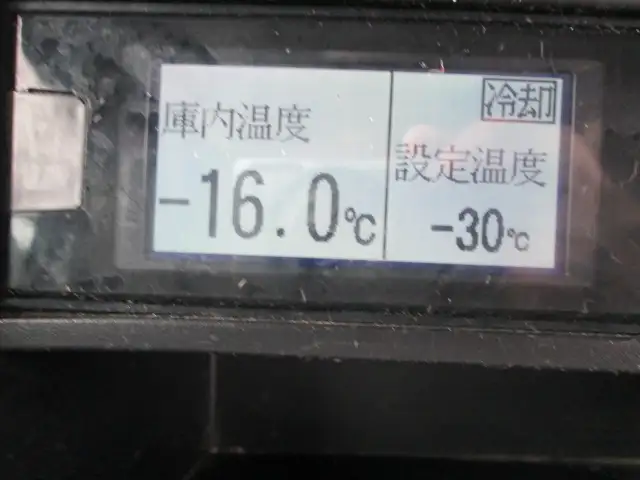 庫内温度
-16.0℃
冷却
設定温度
-30℃